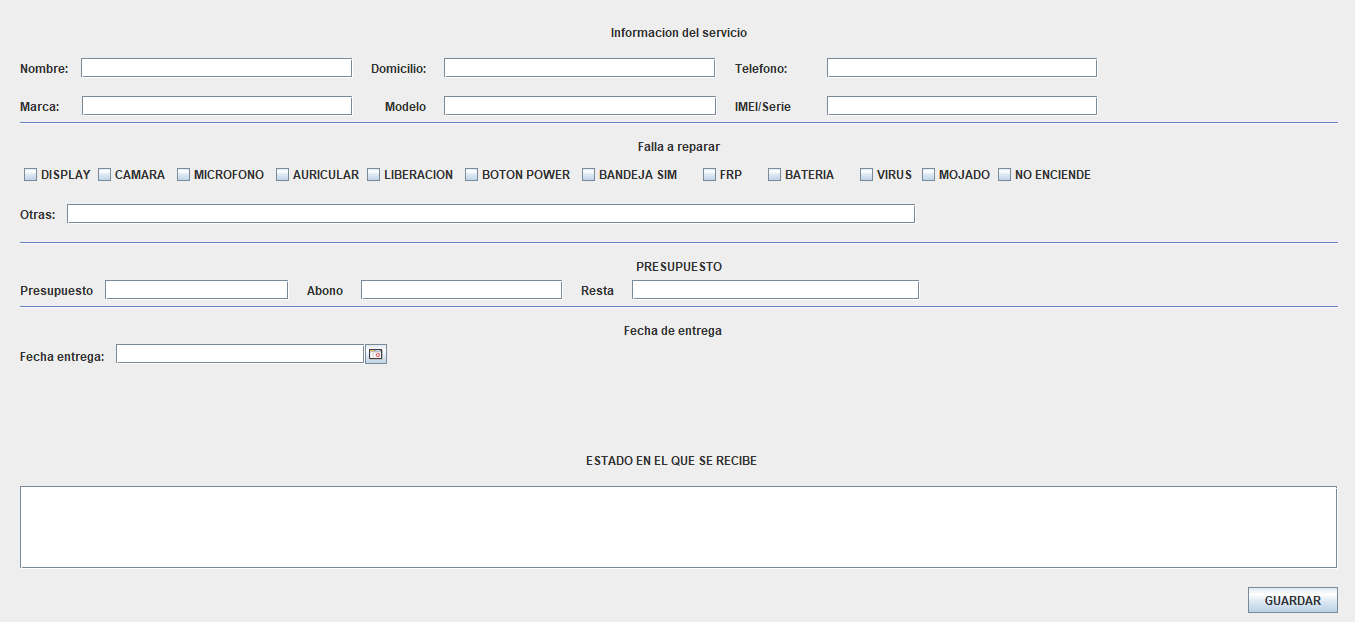 Informacion del servicio
Nombre: Domicilio: Telefono:
Marca: Modelo IMEI/Serie
Falla a reparar
DISPLAY CAMARA MICROFONO AURICULAR LIBERACION BOTON POWER BANDEJA SIM FRP BATERIA VIRUS MOJADO NO ENCIENDE
Otras:
PRESUPUESTO
Presupuesto Abono Resta
Fecha de entrega
Fecha entrega:
ESTADO EN EL QUE SE RECIBE
GUARDAR